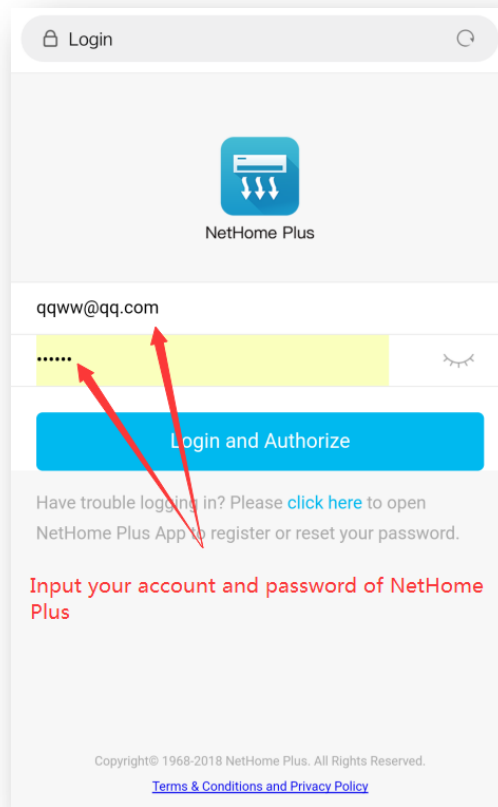 Login
NetHome Plus
qqww@qq.com
••••••
Login and Authorize
Have trouble logging in? Please click here to open
NetHome Plus App to register or reset your password.
Input your account and password of NetHome
Plus
Copyright© 1968-2018 NetHome Plus. All Rights Reserved.
Terms & Conditions and Privacy Policy